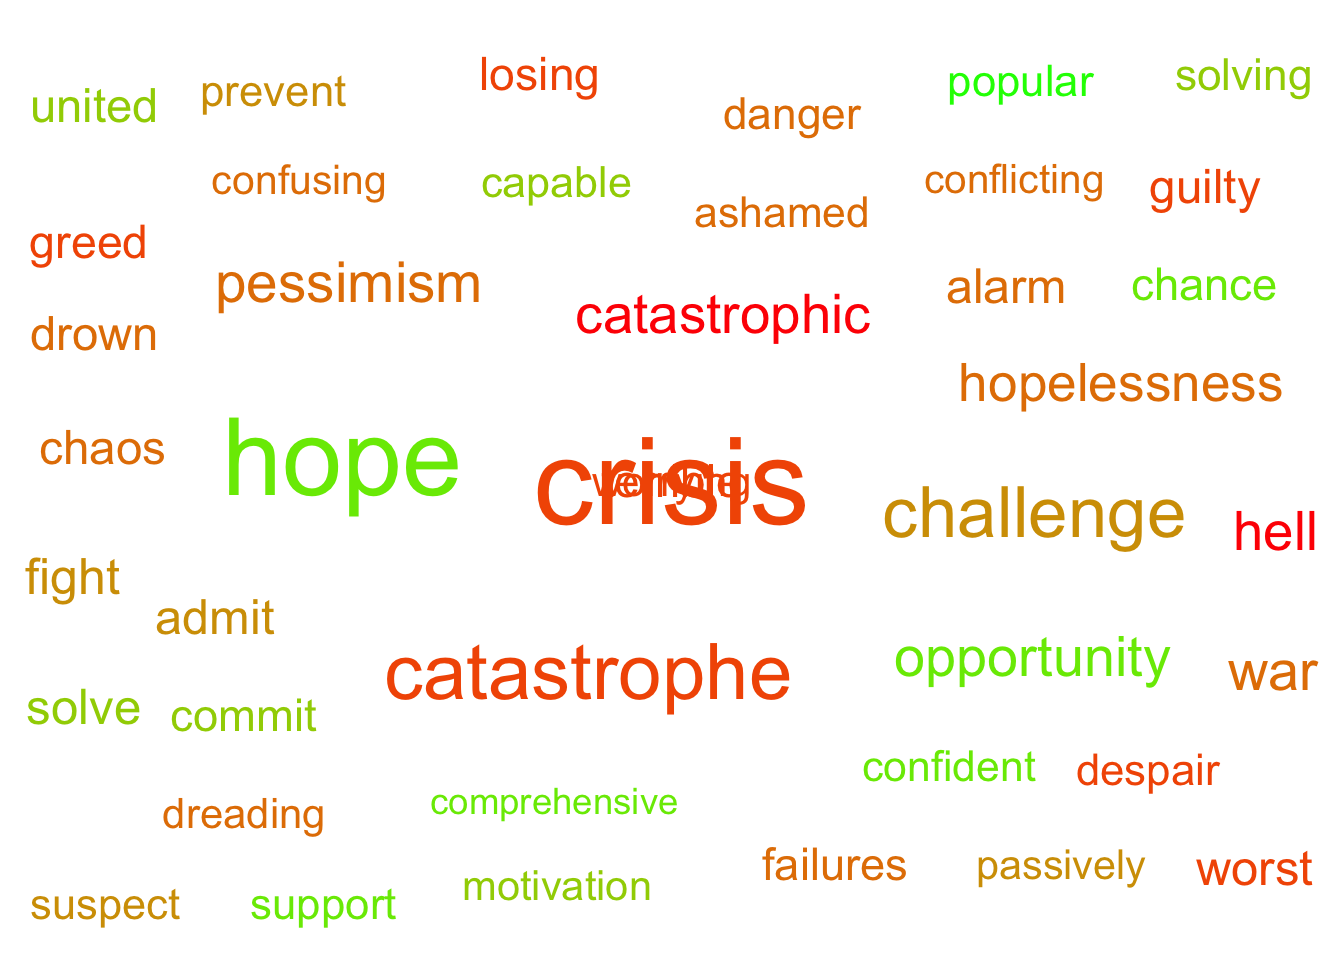 losing
popular
solving
united
prevent
danger
confusing
capable
conflicting
guilty
ashamed
greed
pessimism
alarm
chance
catastrophic
drown
hopelessness
chaos
hope
crisis
worrying
challenge
hell
fight
admit
catastrophe
opportunity
war
solve
commit
confident
despair
dreading
comprehensive
failures
passively
worst
suspect
support
motivation